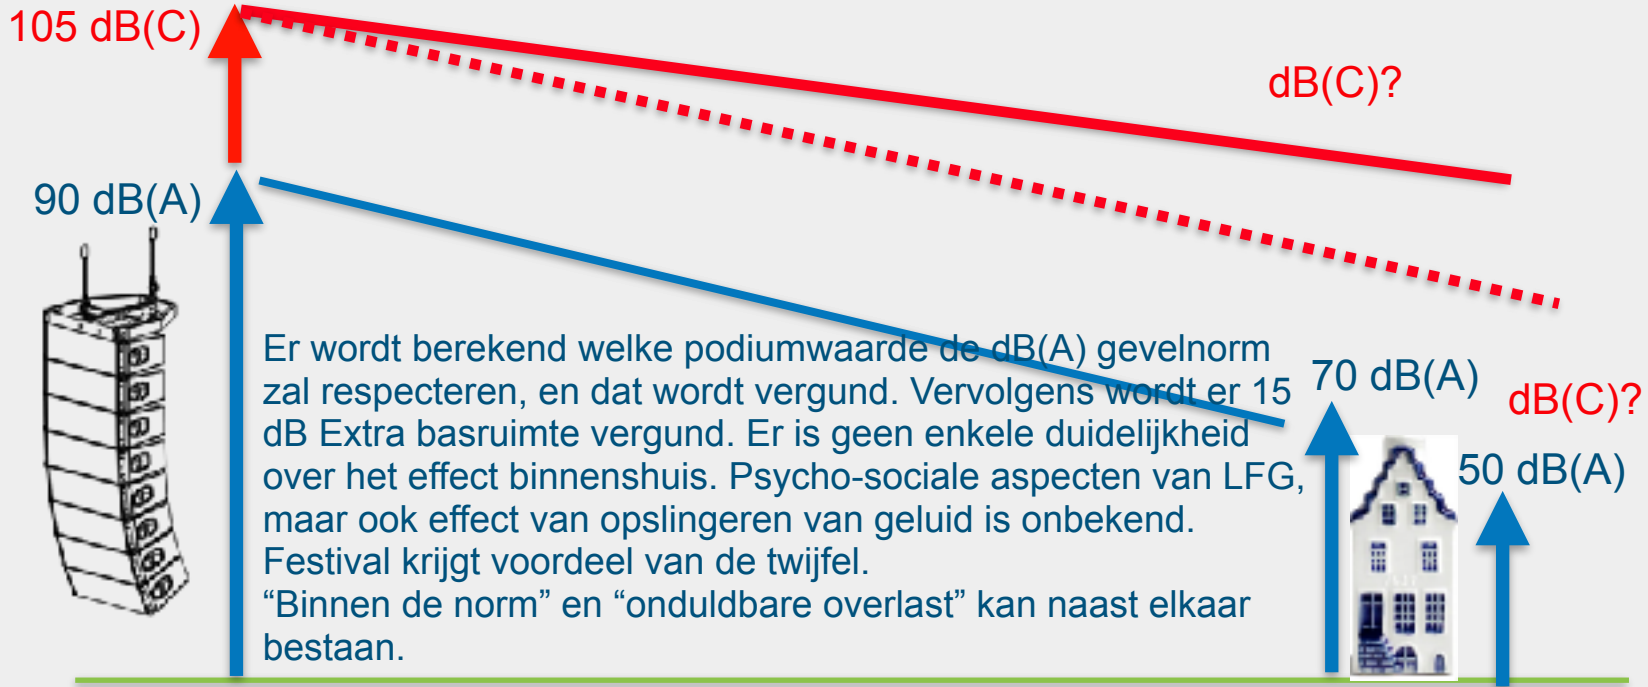 105 dB(C)
dB(C)?
90 dB(A)
Er wordt berekend welke podiumwaarde de dB(A) gevelnorm
zal respecteren, en dat wordt vergund. Vervolgens wordt er 15
dB Extra basruimte vergund. Er is geen enkele duidelijkheid
over het effect binnenshuis. Psycho-sociale aspecten van LFG,
maar ook effect van opslingeren van geluid is onbekend.
Festival krijgt voordeel van de twijfel.
“Binnen de norm” en “onduldbare overlast” kan naast elkaar
bestaan.
70 dB(A)
dB(C)?
50 dB(A)